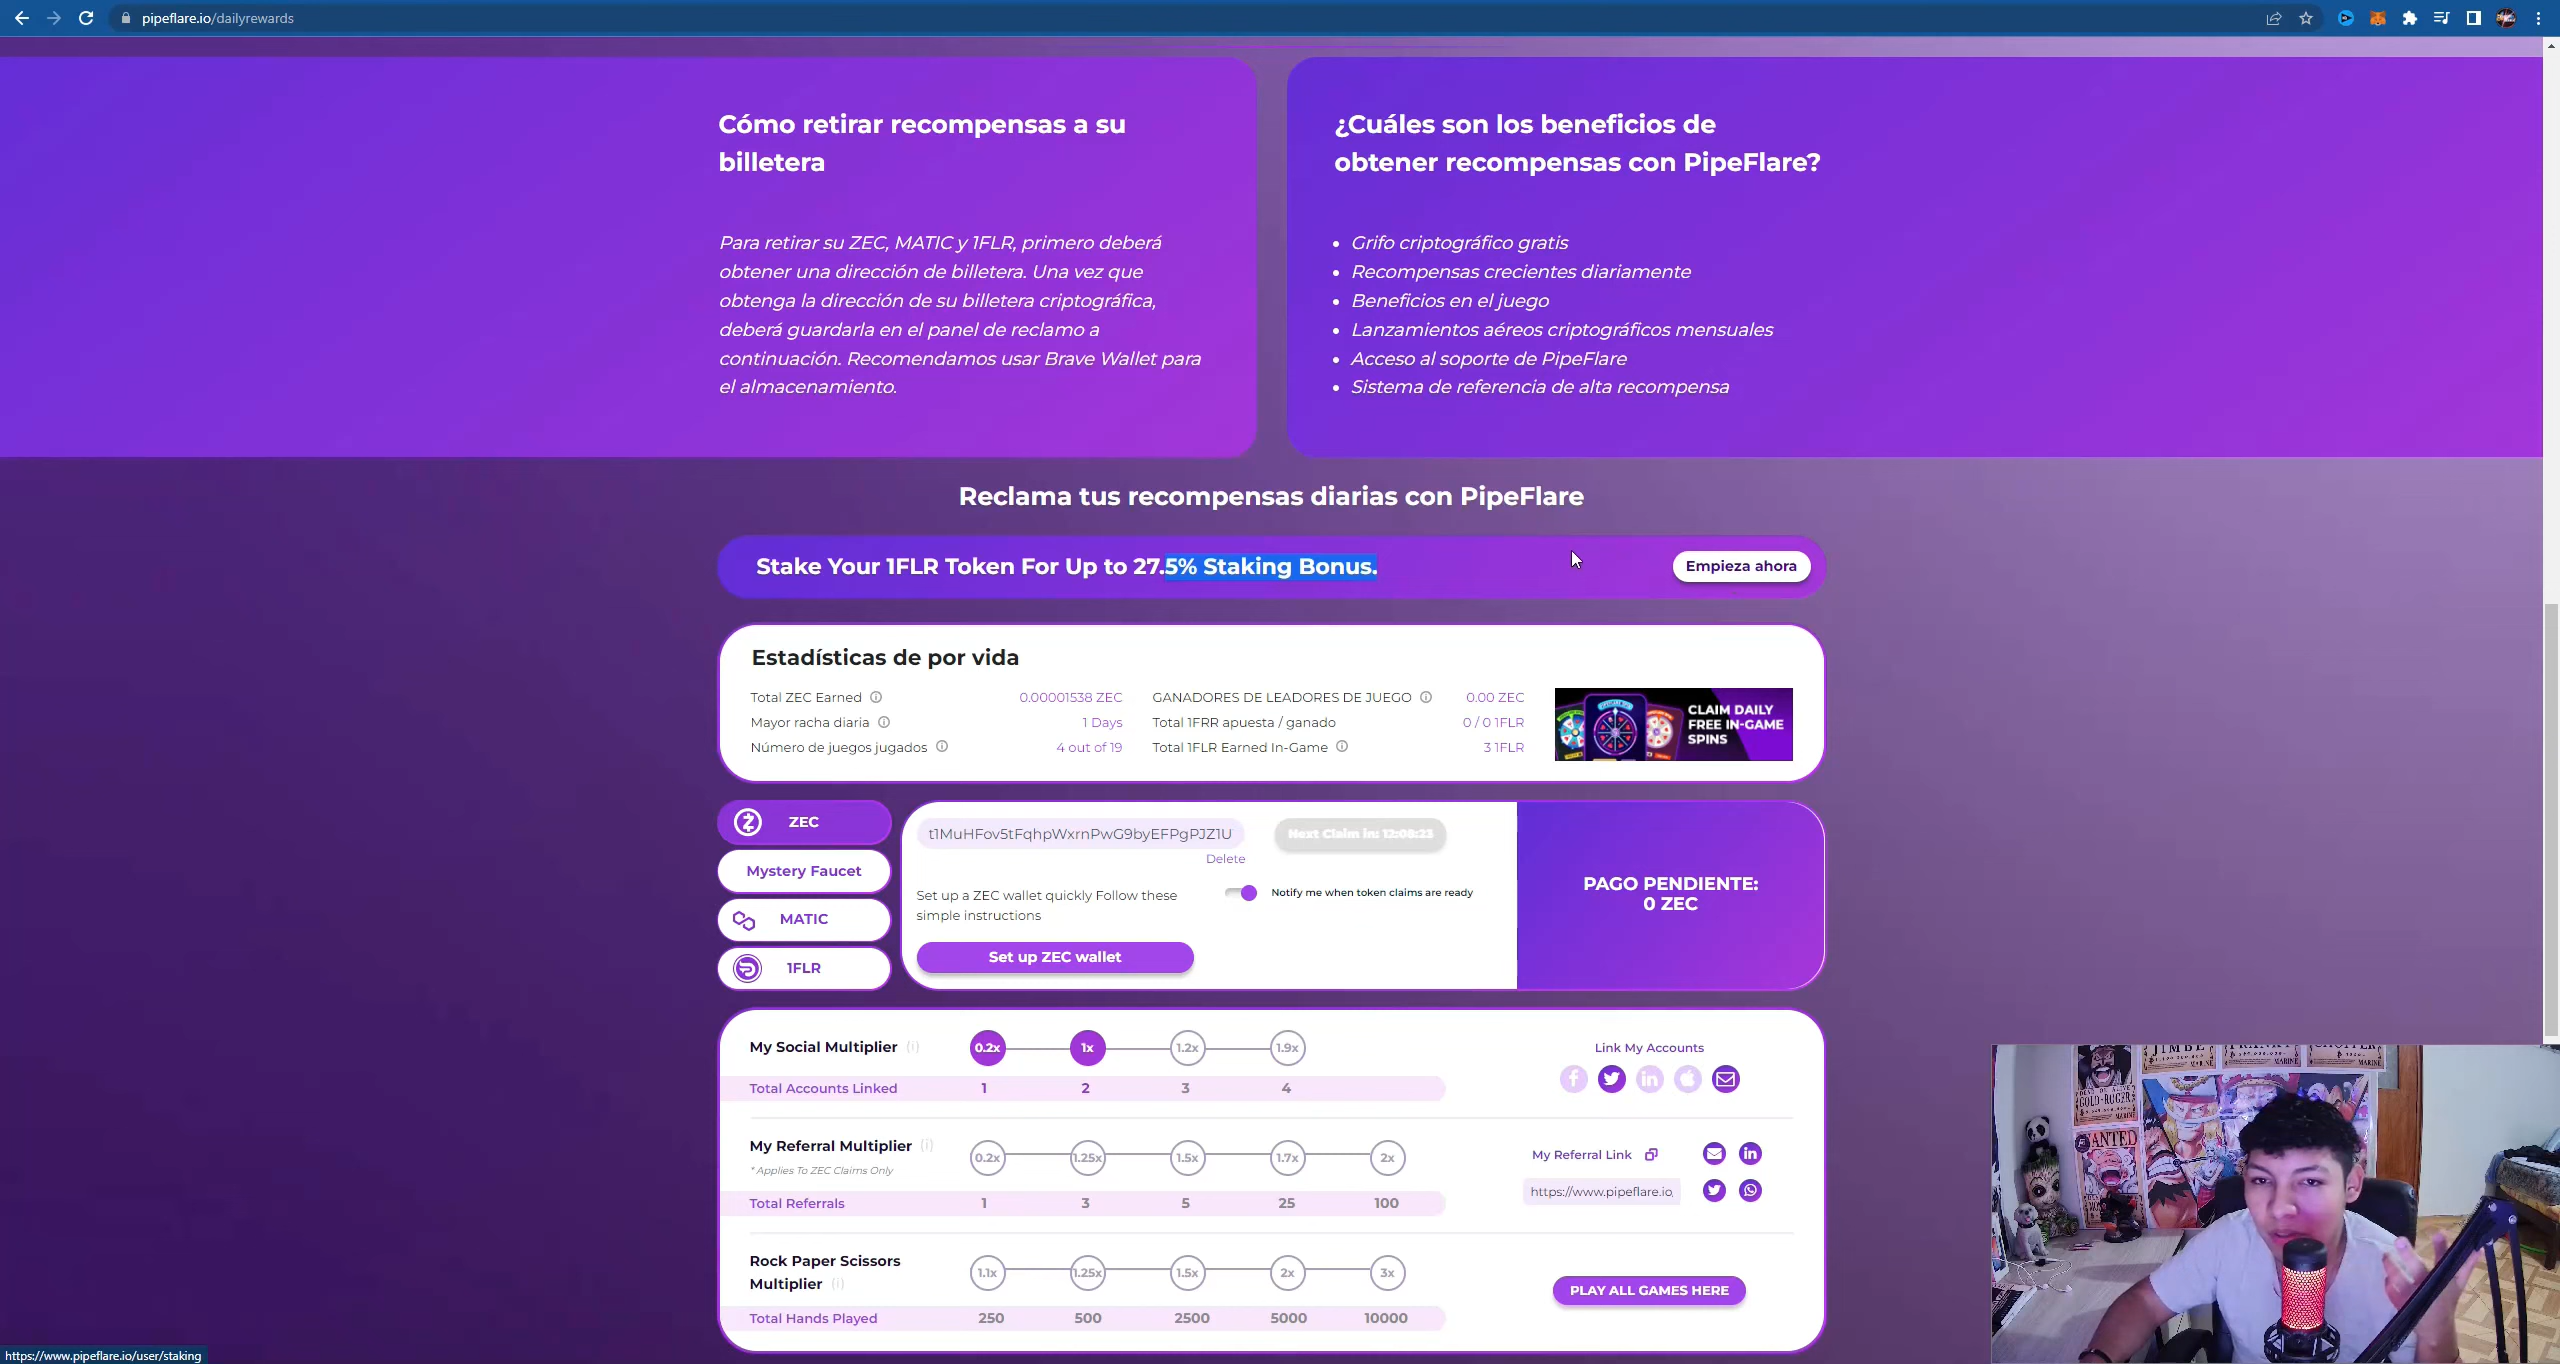 pipeflare.io/dailyrewards
Cómo retirar recompensas a su
billetera
Para retirar su ZEC, MATIC y 1FLR, primero deberá
obtener una dirección de billetera. Una vez que
obtenga la dirección de su billetera criptográfica,
deberá guardarla en el panel de reclamo a
continuación. Recomendamos usar Brave Wallet para
el almacenamiento.
¿Cuáles son los beneficios de
obtener recompensas con PipeFlare?
Grifo criptográfico gratis
Recompensas crecientes diariamente
Beneficios en el juego
Lanzamientos aéreos criptográficos mensuales
Acceso al soporte de PipeFlare
Sistema de referencia de alta recompensa
Reclama tus recompensas diarias con PipeFlare
Stake Your 1FLR Token For Up to 27.5% Staking Bonus.
Empieza ahora
Estadísticas de por vida
Total ZEC Earned 0.00001538 ZEC
Mayor racha diaria 1 Days
Número de juegos jugados 4 out of 19
GANADORES DE LEADORES DE JUEGO 0.00 ZEC
Total 1FRR apuesta / ganado 0 / 0 1FLR
Total 1FLR Earned In-Game 3 1FLR
CLAIM DAILY
FREE IN-GAME
SPINS
ZEC
Mystery Faucet
MATIC
1FLR
t1MuHFov5tFqhpWxrnPwG9byEFPgPJZ1U
Next Claim in: 12:08:23
Delete
Set up a ZEC wallet quickly Follow these
simple instructions
Notify me when token claims are ready
Set up ZEC wallet
PAGO PENDIENTE:
0 ZEC
My Social Multiplier 0.2x 1x 1.2x 1.9x
Total Accounts Linked 1 2 3 4
Link My Accounts
My Referral Multiplier 0.2x 1.25x 1.5x 1.7x 2x
* Applies To ZEC Claims Only
Total Referrals 1 3 5 25 100
My Referral Link
https://www.pipeflare.io,
Rock Paper Scissors
Multiplier 1.1x 1.25x 1.5x 2x 3x
Total Hands Played 250 500 2500 5000 10000
PLAY ALL GAMES HERE
https://www.pipeflare.io/user/staking
JIMBE
GOLD·ROGER
WANTED
MARINE